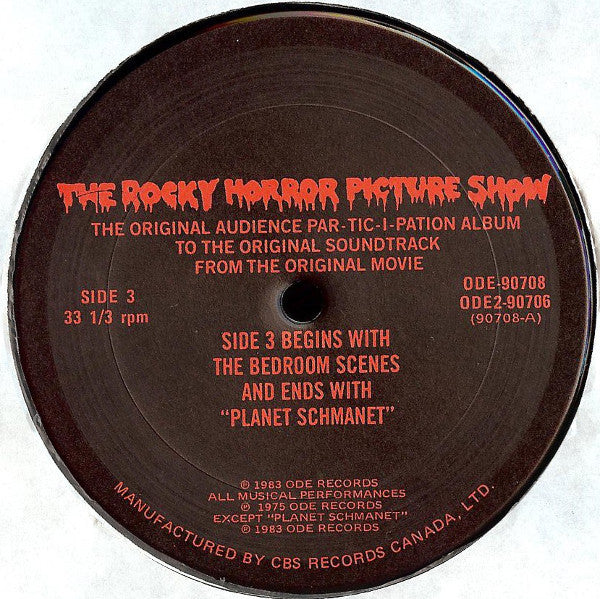 THE ROCKY HORROR PICTURE SHOW
THE ORIGINAL AUDIENCE PAR-TIC-I-PATION ALBUM
TO THE ORIGINAL SOUNDTRACK
FROM THE ORIGINAL MOVIE
SIDE 3
33 1/3 rpm
ODE-90708
ODE2-90706
(90708-A)
SIDE 3 BEGINS WITH
THE BEDROOM SCENES
AND ENDS WITH
“PLANET SCHMANET”
℗ 1983 ODE RECORDS
ALL MUSICAL PERFORMANCES
℗ 1975 ODE RECORDS
EXCEPT “PLANET SCHMANET”
℗ 1983 ODE RECORDS
MANUFACTURED BY CBS RECORDS CANADA, LTD.